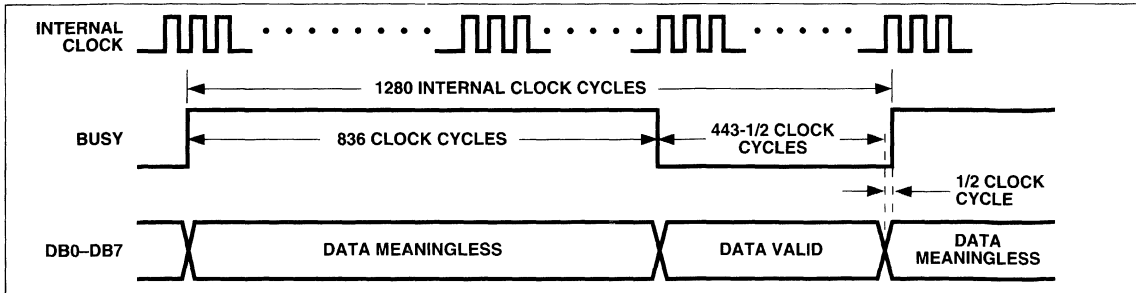 INTERNAL
CLOCK
1280 INTERNAL CLOCK CYCLES
BUSY
836 CLOCK CYCLES
443-1/2 CLOCK
CYCLES
1/2 CLOCK
CYCLE
DB0–DB7
DATA MEANINGLESS
DATA VALID
DATA
MEANINGLESS